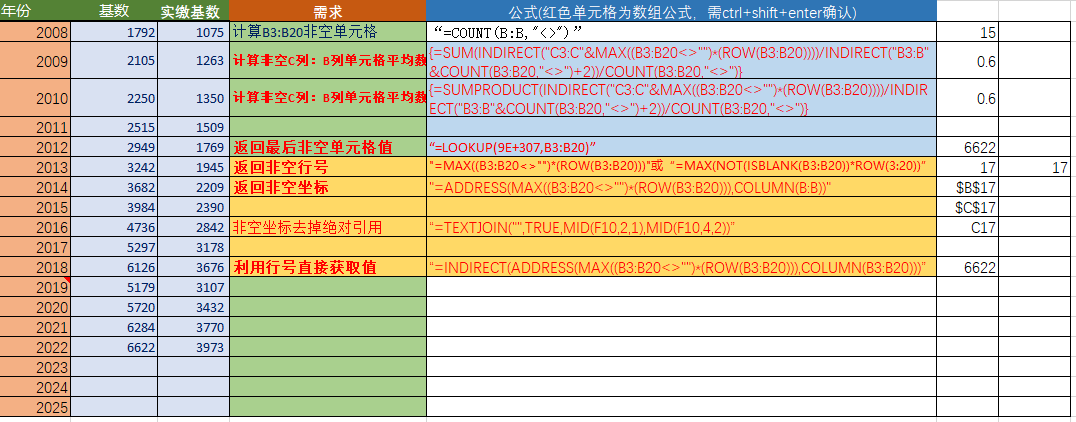 年份 基数 实缴基数 需求 公式(红色单元格为数组公式，需ctrl+shift+enter确认)
2008 1792 1075 计算B3:B20非空单元格 “=COUNT(B:B,"<>")” 15
2009 2105 1263 计算非空C列：B列单元格平均数 {=SUM(INDIRECT("C3:C"&MAX((B3:B20<>"")*(ROW(B3:B20))))/INDIRECT("B3:B"
&COUNT(B3:B20,"<>")+2))/COUNT(B3:B20,"<>")} 0.6
2010 2250 1350 计算非空C列：B列单元格平均数 {=SUMPRODUCT(INDIRECT("C3:C"&MAX((B3:B20<>"")*(ROW(B3:B20))))/INDI
RECT("B3:B"&COUNT(B3:B20,"<>")+2))/COUNT(B3:B20,"<>")} 0.6
2011 2515 1509
2012 2949 1769 返回最后非空单元格值 “=LOOKUP(9E+307,B3:B20)” 6622
2013 3242 1945 返回非空行号 "=MAX((B3:B20<>"")*(ROW(B3:B20)))"或 “=MAX(NOT(ISBLANK(B3:B20))*ROW(3:20))” 17 17
2014 3682 2209 返回非空坐标 "=ADDRESS(MAX((B3:B20<>"")*(ROW(B3:B20))),COLUMN(B:B))" $B$17
2015 3984 2390 $C$17
2016 4736 2842 非空坐标去掉绝对引用 “=TEXTJOIN("",TRUE,MID(F10,2,1),MID(F10,4,2))” C17
2017 5297 3178
2018 6126 3676 利用行号直接获取值 “=INDIRECT(ADDRESS(MAX((B3:B20<>"")*(ROW(B3:B20))),COLUMN(B3:B20)))” 6622
2019 5179 3107
2020 5720 3432
2021 6284 3770
2022 6622 3973
2023
2024
2025